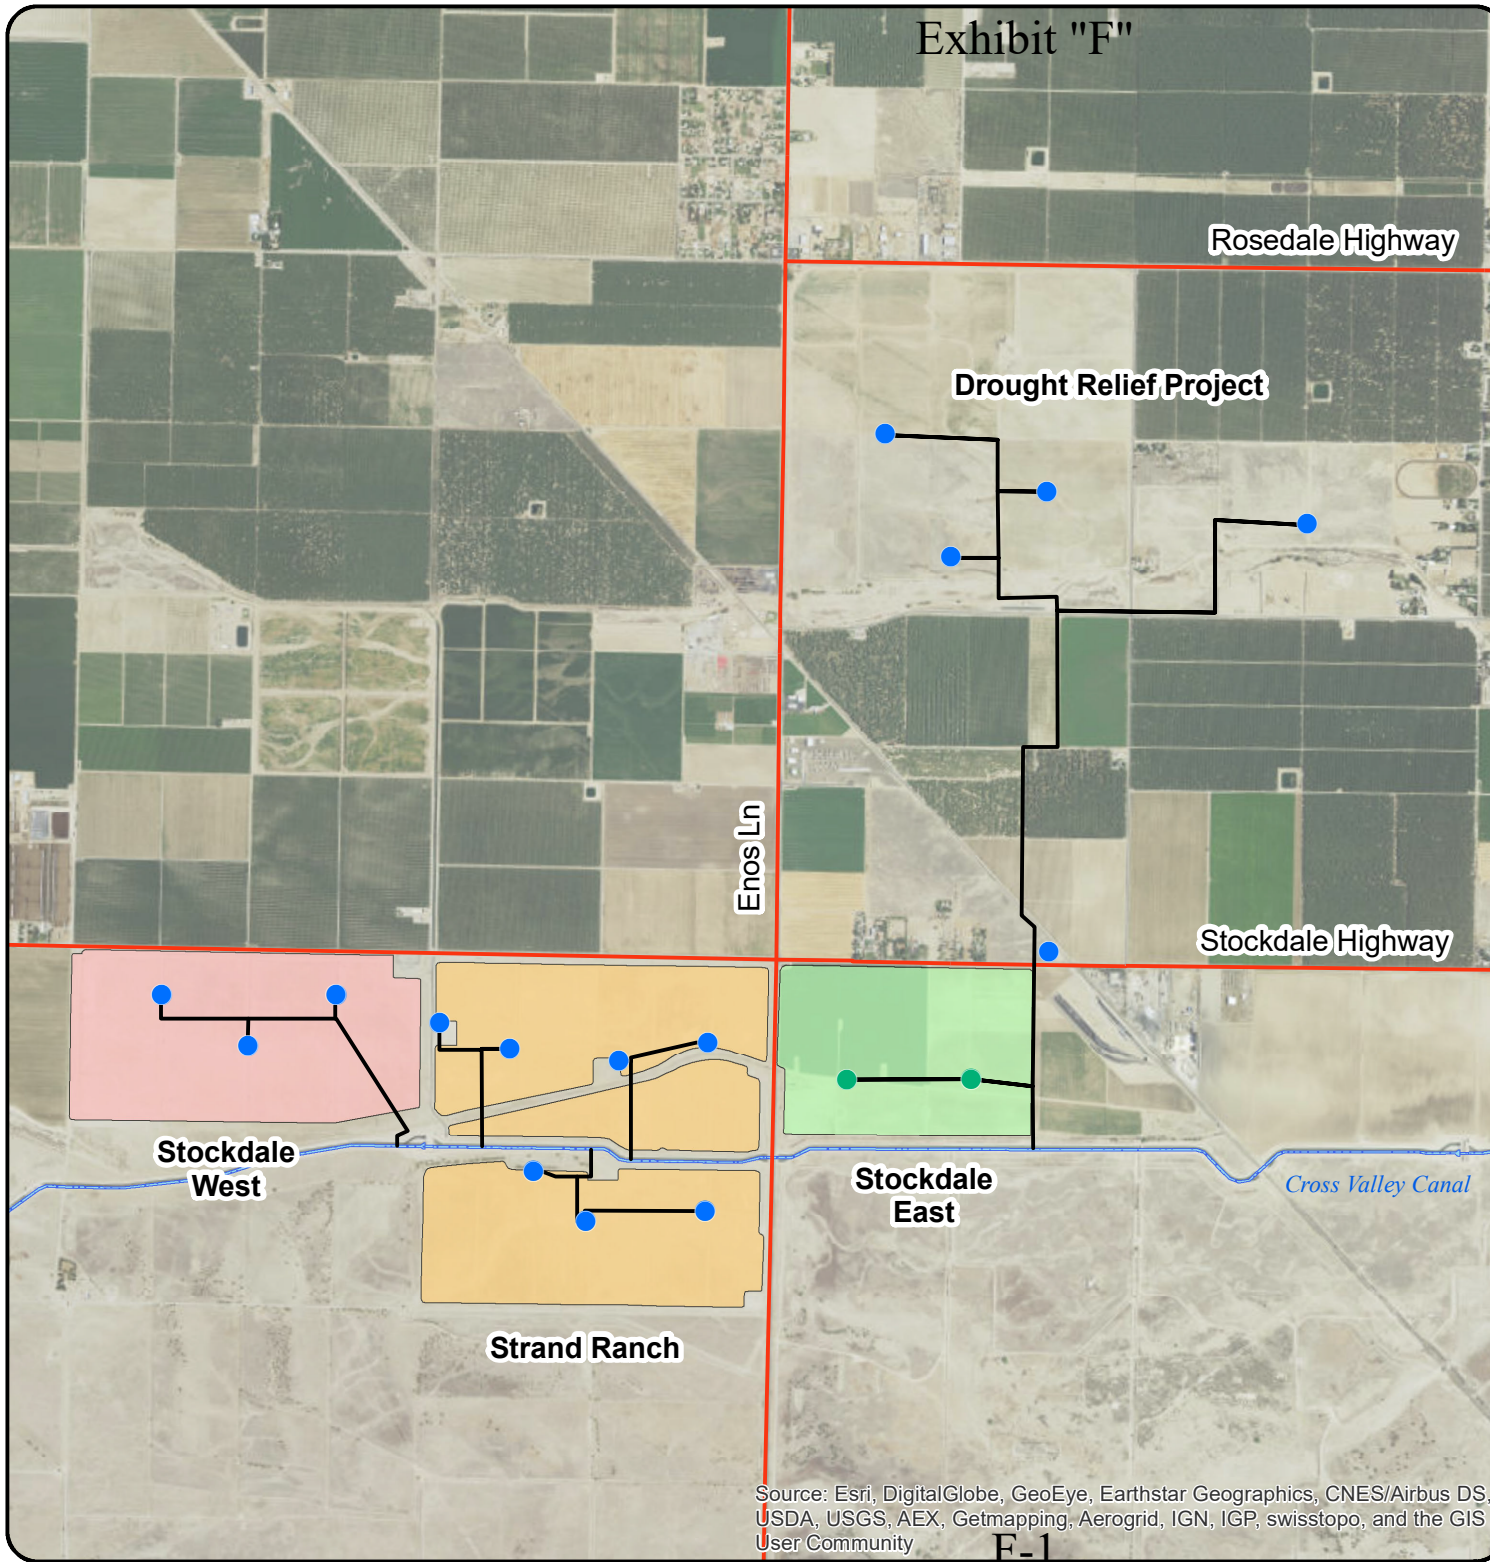 Exhibit "F"
Rosedale Highway
Drought Relief Project
Enos Ln
Stockdale Highway
Stockdale
West
Stockdale
East
Cross Valley Canal
Strand Ranch
Source: Esri, DigitalGlobe, GeoEye, Earthstar Geographics, CNES/Airbus DS,
USDA, USGS, AEX, Getmapping, Aerogrid, IGN, IGP, swisstopo, and the GIS
User Community
F-1